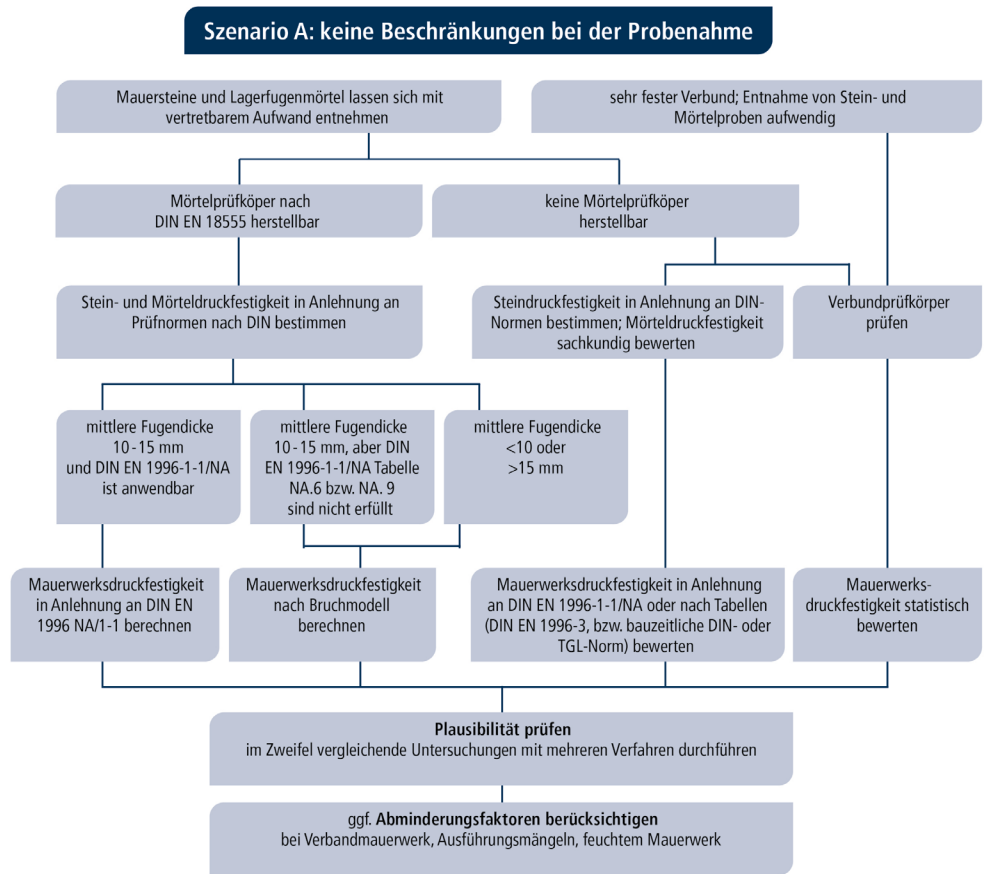 Szenario A: keine Beschränkungen bei der Probenahme
Mauersteine und Lagerfugenmörtel lassen sich mit
vertretbarem Aufwand entnehmen
sehr fester Verbund; Entnahme von Stein- und
Mörtelproben aufwendig
Mörtelprüfköper nach
DIN EN 18555 herstellbar
keine Mörtelprüfköper
herstellbar
Stein- und Mörteldruckfestigkeit in Anlehnung an
Prüfnormen nach DIN bestimmen
Steindruckfestigkeit in Anlehnung an DIN-
Normen bestimmen; Mörteldruckfestigkeit
sachkundig bewerten
Verbundprüfkörper
prüfen
mittlere Fugendicke
10-15 mm
und DIN EN 1996-1-1/NA
ist anwendbar
mittlere Fugendicke
10-15 mm, aber DIN
EN 1996-1-1/NA Tabelle
NA.6 bzw. NA. 9
sind nicht erfüllt
mittlere Fugendicke
<10 oder
>15 mm
Mauerwerksdruckfestigkeit
in Anlehnung an DIN EN
1996 NA/1-1 berechnen
Mauerwerksdruckfestigkeit
nach Bruchmodell
berechnen
Mauerwerksdruckfestigkeit in Anlehnung
an DIN EN 1996-1-1/NA oder nach Tabellen
(DIN EN 1996-3, bzw. bauzeitliche DIN- oder
TGL-Norm) bewerten
Mauerwerks-
druckfestigkeit statistisch
bewerten
Plausibilität prüfen
im Zweifel vergleichende Untersuchungen mit mehreren Verfahren durchführen
ggf. Abminderungsfaktoren berücksichtigen
bei Verbandmauerwerk, Ausführungsmängeln, feuchtem Mauerwerk